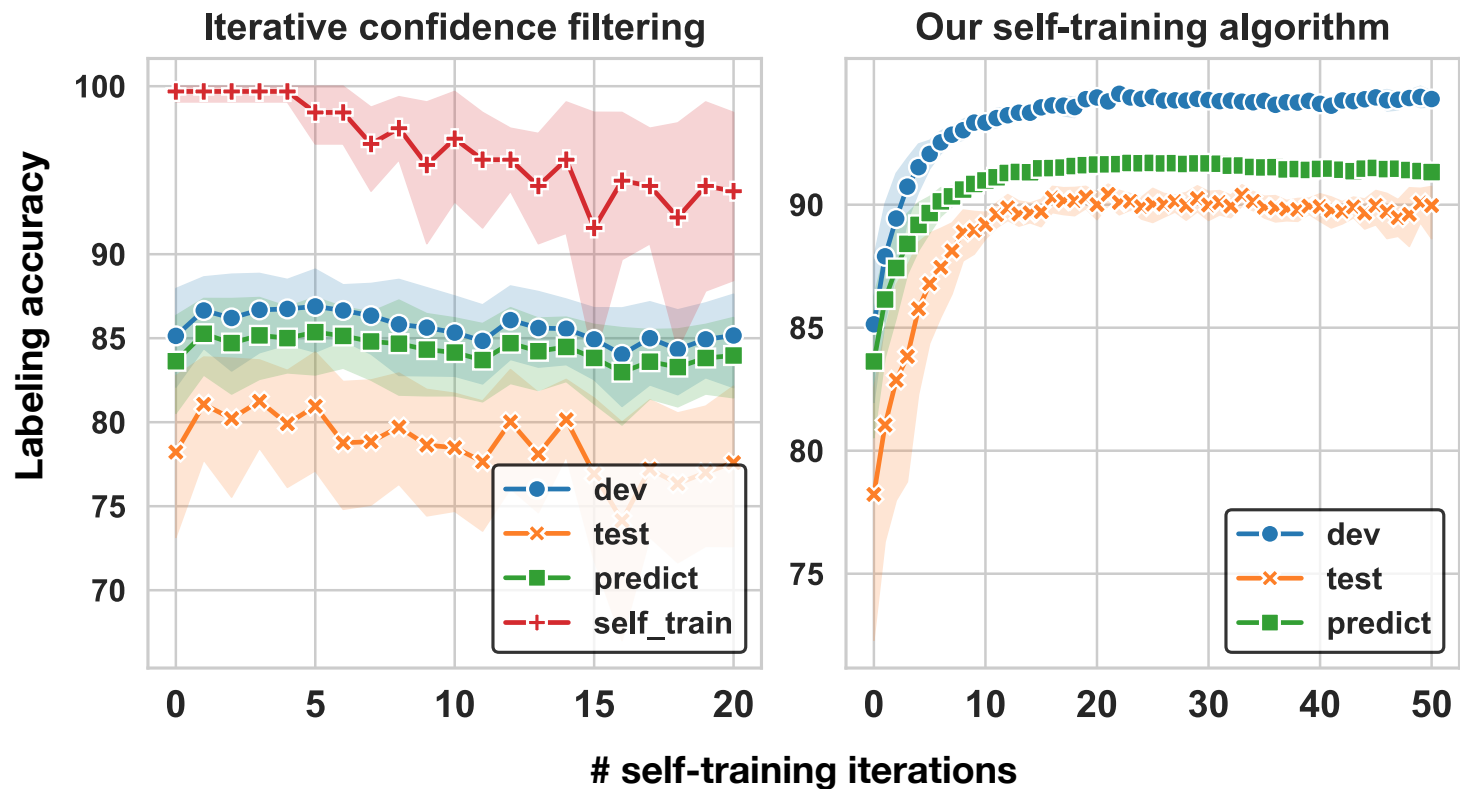 Iterative confidence filtering
Our self-training algorithm
Labeling accuracy
100
90
85
80
75
70
dev
test
predict
self_train
0 5 10 15 20
90
85
80
75
dev
test
predict
0 10 20 30 40 50
# self-training iterations